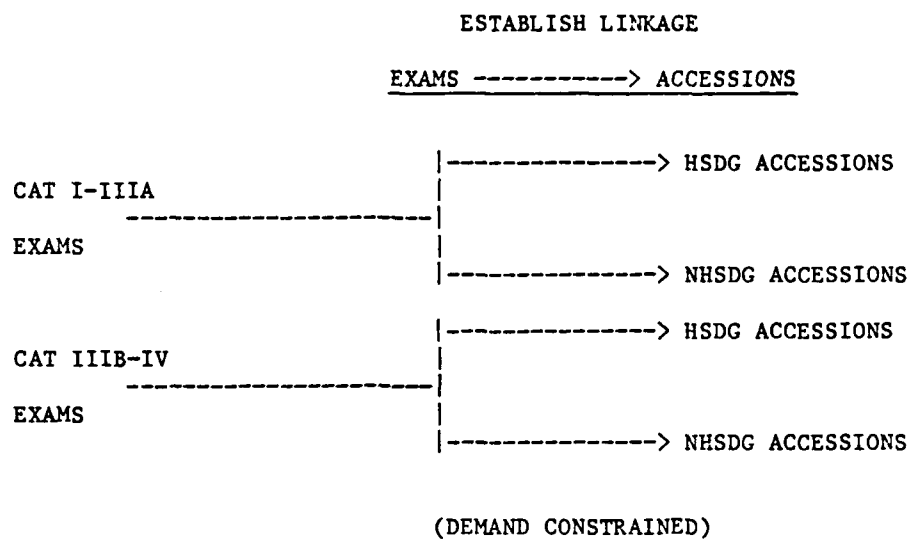 ESTABLISH LINKAGE
EXAMS -----------> ACCESSIONS
|------------> HSDG ACCESSIONS
CAT I-IIIA
EXAMS
|------------> NHSDG ACCESSIONS
|------------> HSDG ACCESSIONS
CAT IIIB-IV
EXAMS
|------------> NHSDG ACCESSIONS
(DEMAND CONSTRAINED)